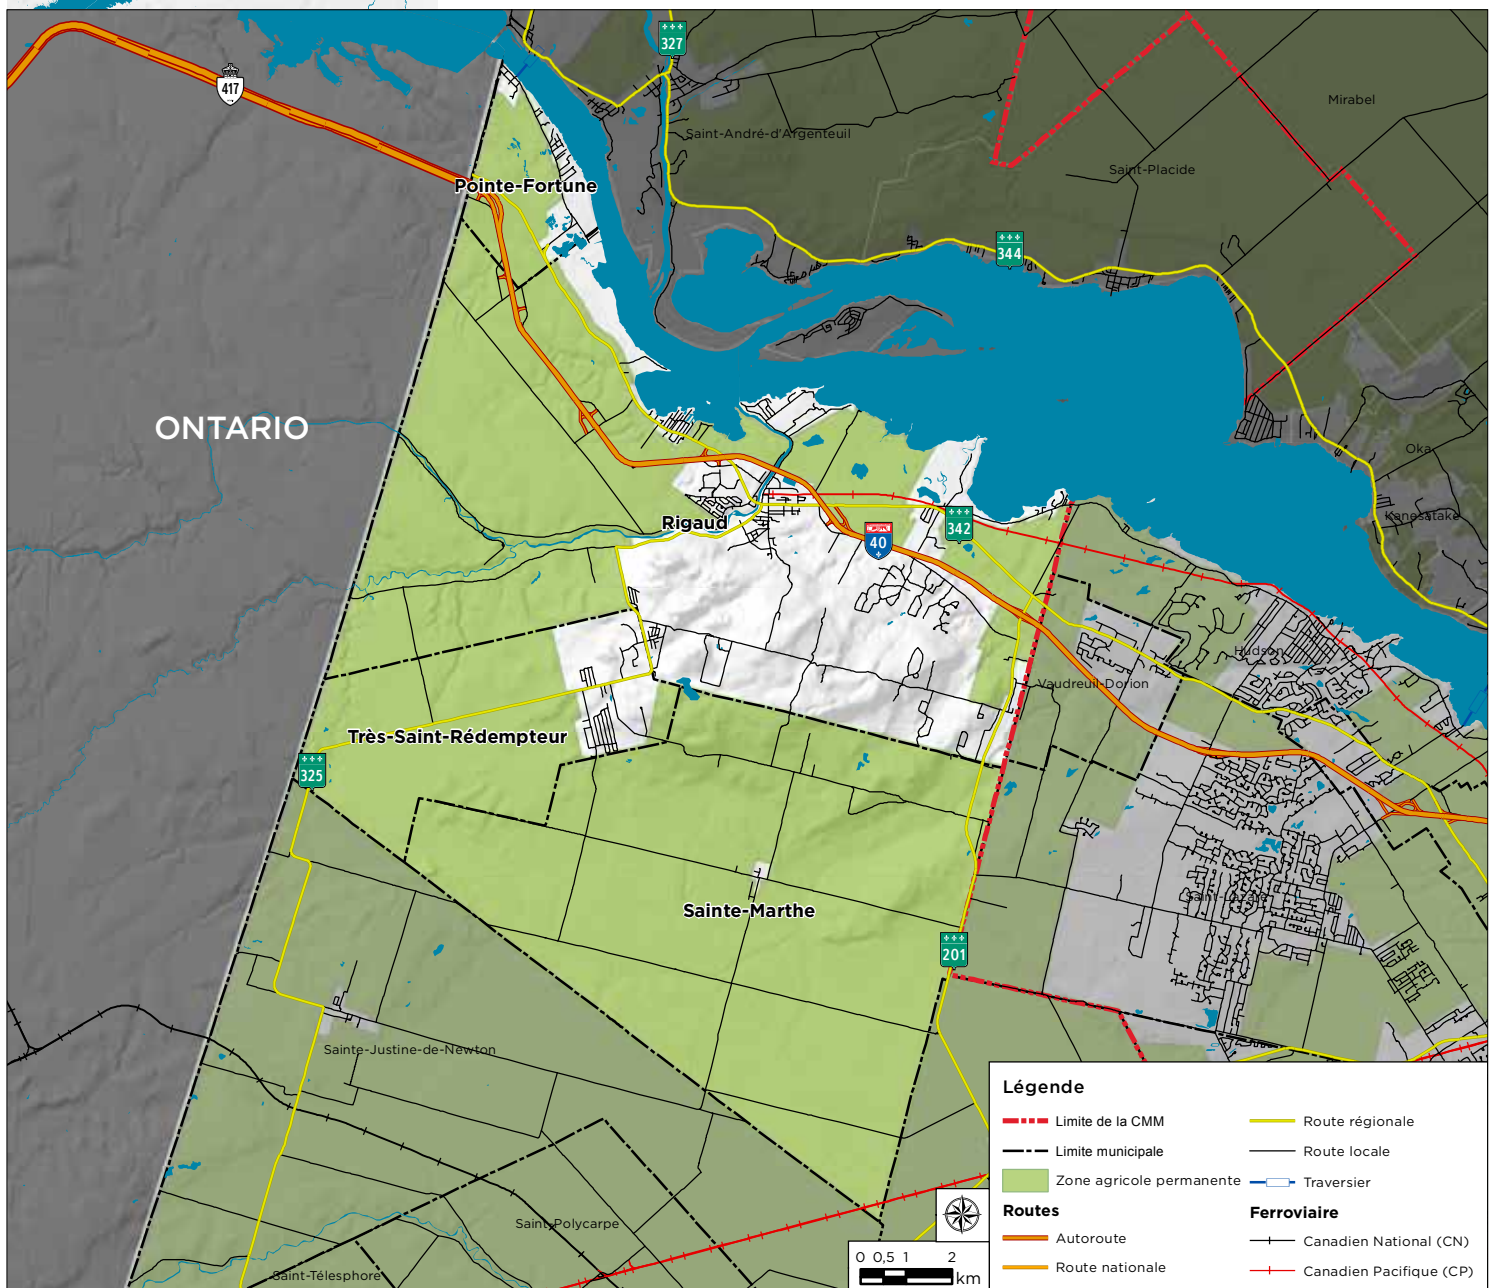 327
417
Mirabel
Saint-André-d'Argenteuil
Saint-Placide
Pointe-Fortune
344
ONTARIO
Oka
Kanesatake
Rigaud
342
40
Hudson
Vaudreuil-Dorion
Très-Saint-Rédempteur
325
Sainte-Marthe
201
Sainte-Justine-de-Newton
Saint-Polycarpe
Saint-Télesphore
0 0,5 1 2
km
Légende
Limite de la CMM
Limite municipale
Zone agricole permanente
Routes
Autoroute
Route nationale
Route régionale
Route locale
Traversier
Ferroviaire
Canadien National (CN)
Canadien Pacifique (CP)